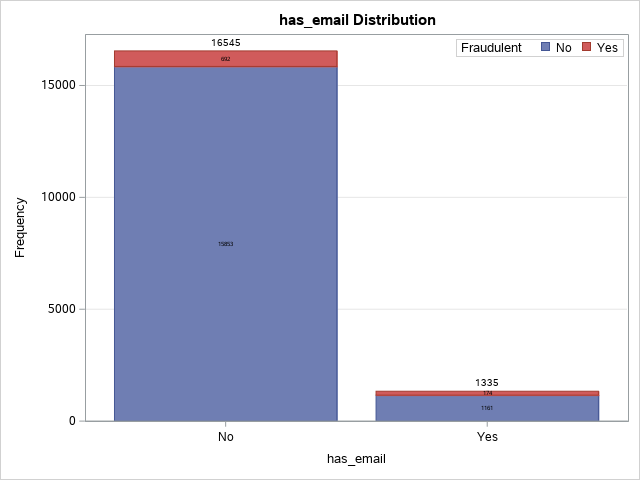 has_email Distribution
16545
Fraudulent No Yes
692
15000
10000
Frequency
15853
5000
1335
174
1161
0
No Yes
has_email